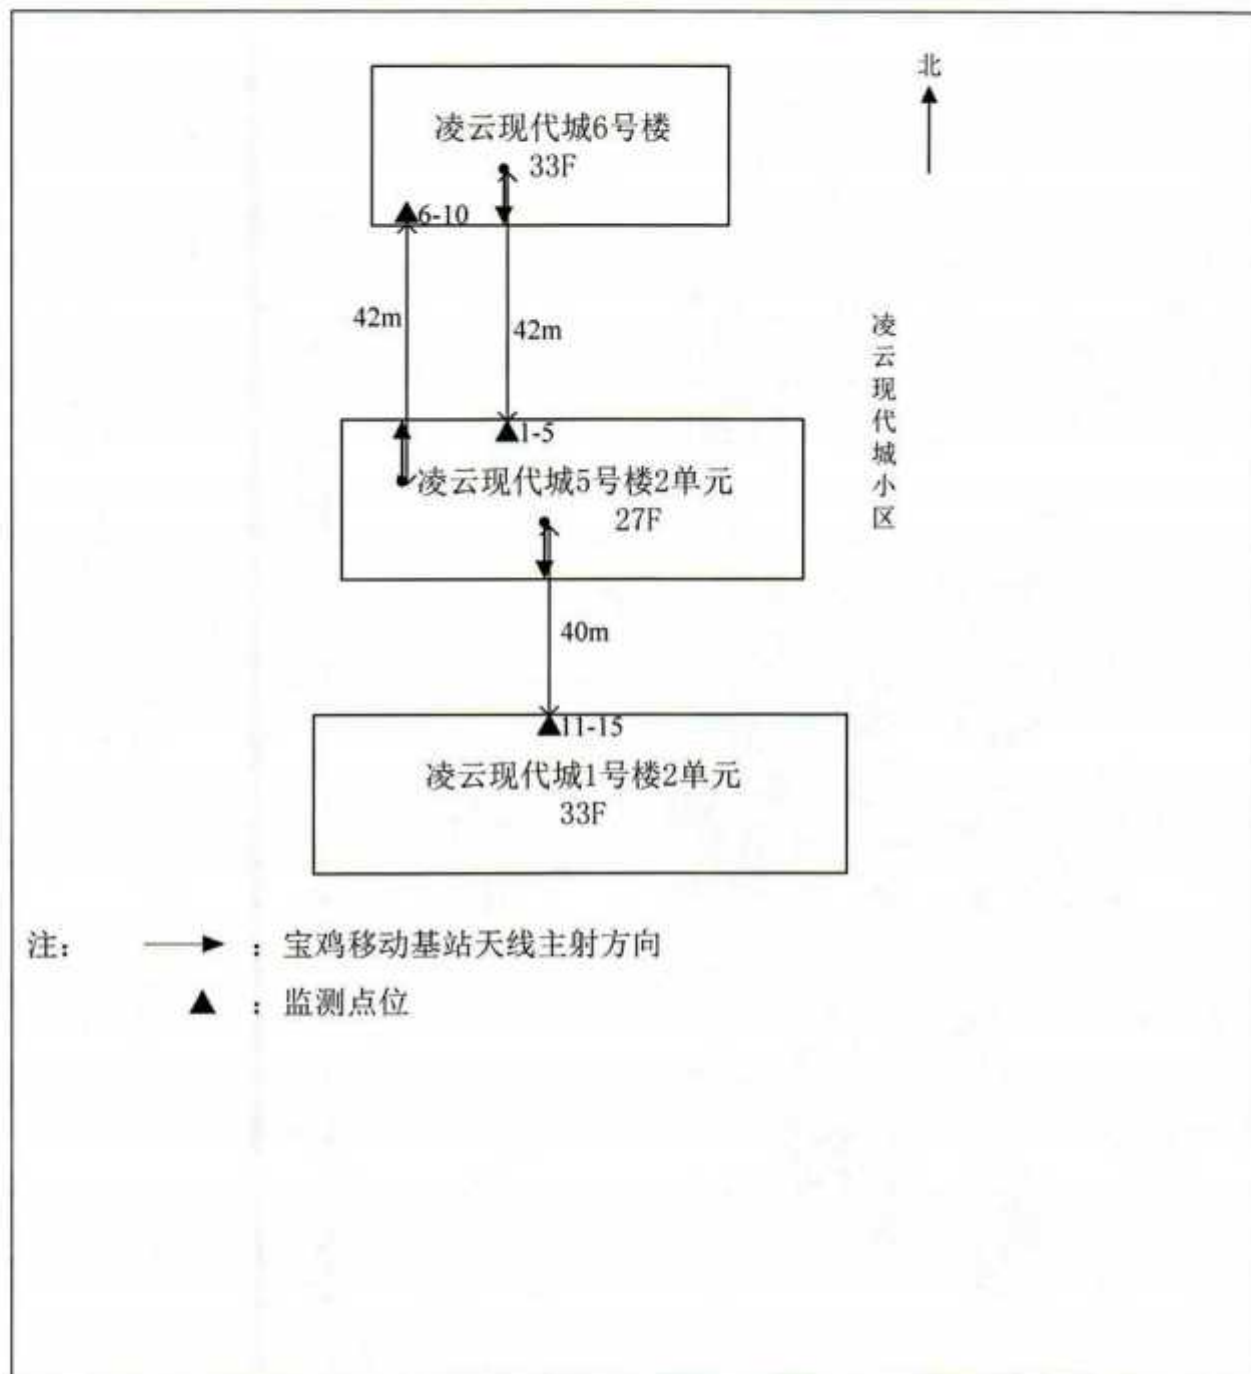 北
凌云现代城6号楼
33F
6-10
42m
42m
凌云现代城小区
1-5
凌云现代城5号楼2单元
27F
40m
11-15
凌云现代城1号楼2单元
33F
注： ：宝鸡移动基站天线主射方向
：监测点位